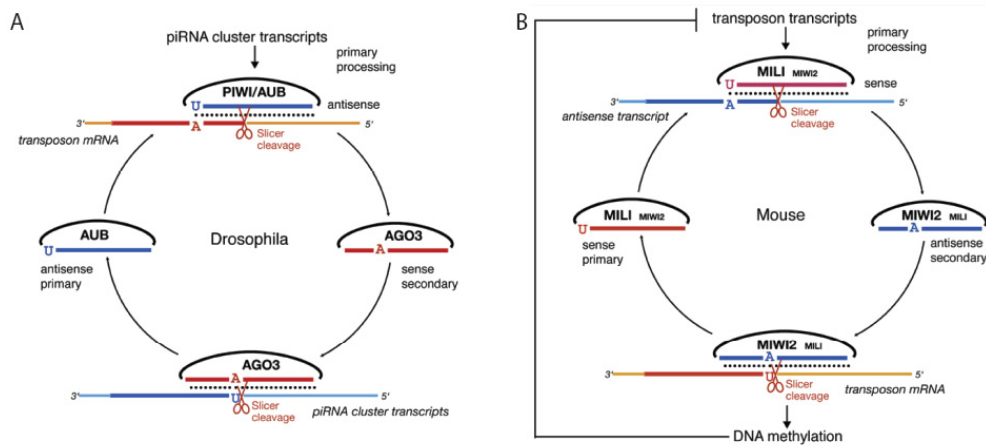 A
piRNA cluster transcripts
primary
processing
PIWI/AUB
U
antisense
3'
A
5'
transposon mRNA
Slicer
cleavage
AUB
U
antisense
primary
Drosophila
AGO3
A
sense
secondary
AGO3
A
3'
U
5'
Slicer
cleavage
piRNA cluster transcripts
B
transposon transcripts
primary
processing
MILI MIWI2
U
sense
3'
A
5'
antisense transcript
Slicer
cleavage
MILI MIWI2
U
sense
primary
Mouse
MIWI2 MILI
A
antisense
secondary
MIWI2 MILI
A
3'
U
5'
Slicer
cleavage
transposon mRNA
DNA methylation